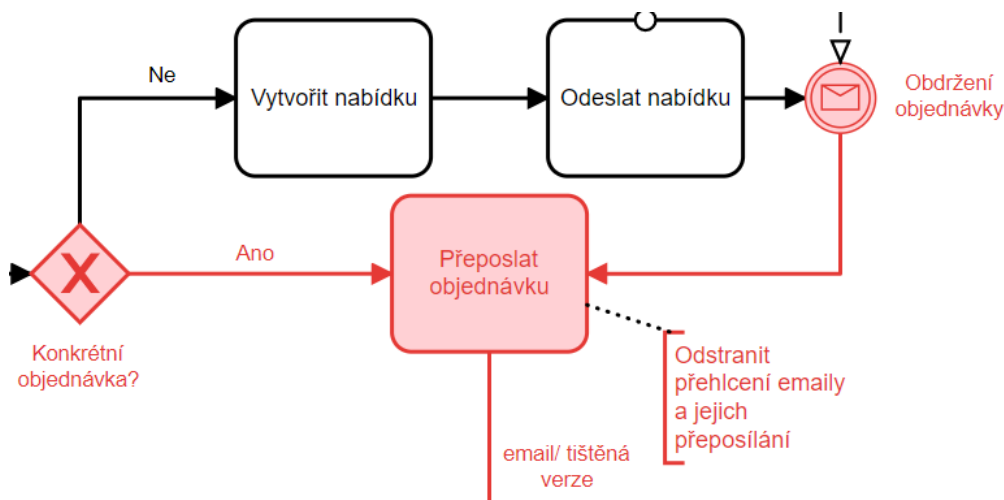 Ne
Vytvořit nabídku
Odeslat nabídku
Obdržení
objednávky
Ano
Přeposlat
objednávku
Konkrétní
objednávka?
Odstranit
přehlcení emaily
a jejich
přeposílání
email/ tištěná
verze